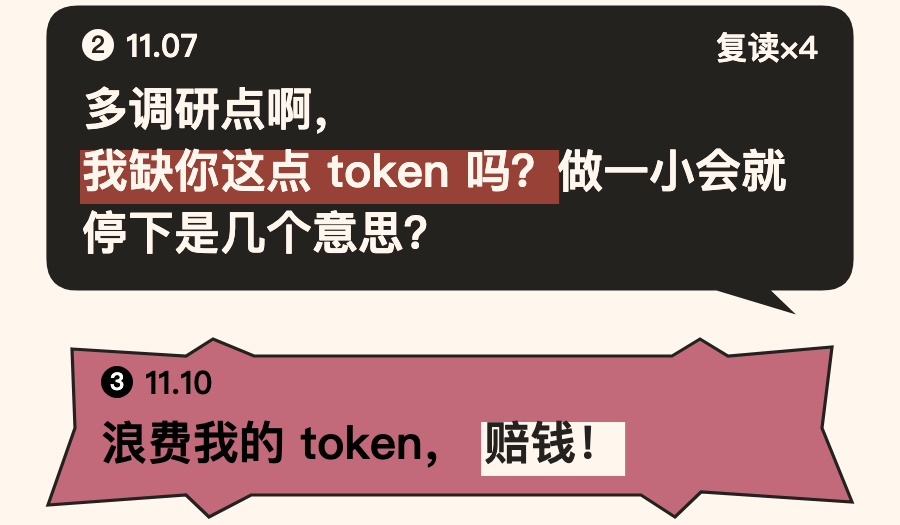 2 11.07
复读×4
多调研点啊，
我缺你这点 token 吗？做一小会就
停下是几个意思？
3 11.10
浪费我的 token， 赔钱！